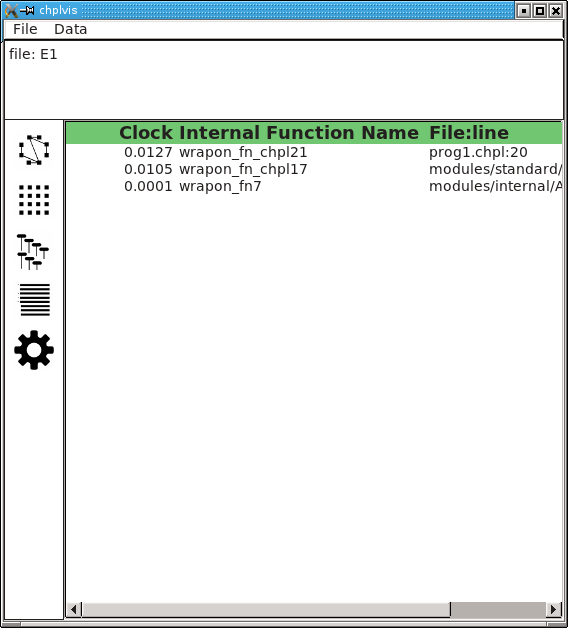 chplvis
File Data
file: E1
Clock Internal Function Name File:line
0.0127 wrapon_fn_chpl21 prog1.chpl:20
0.0105 wrapon_fn_chpl17 modules/standard/
0.0001 wrapon_fn7 modules/internal/A